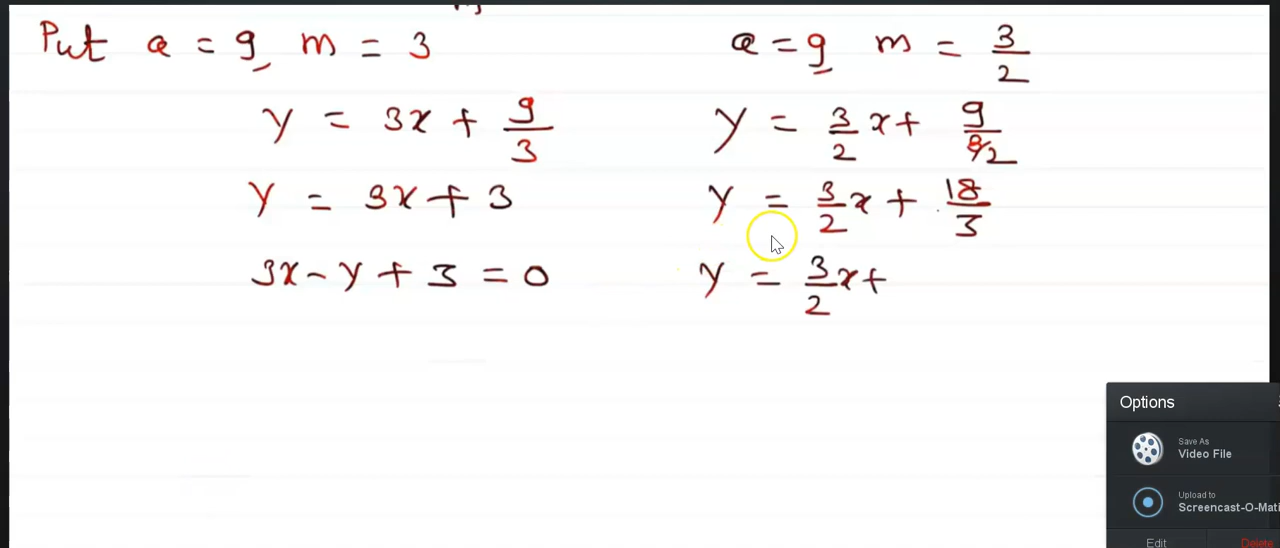 Put a = 9 m = 3
y = 3x + 9/3
y = 3x + 3
3x - y + 3 = 0
a = 9 m = 3/2
y = 3/2 x + 9/(3/2)
y = 3/2 x + 18/3
y = 3/2 x +
Options
Save As
Video File
Upload to
Screencast-O-Mati
Edit
Delete